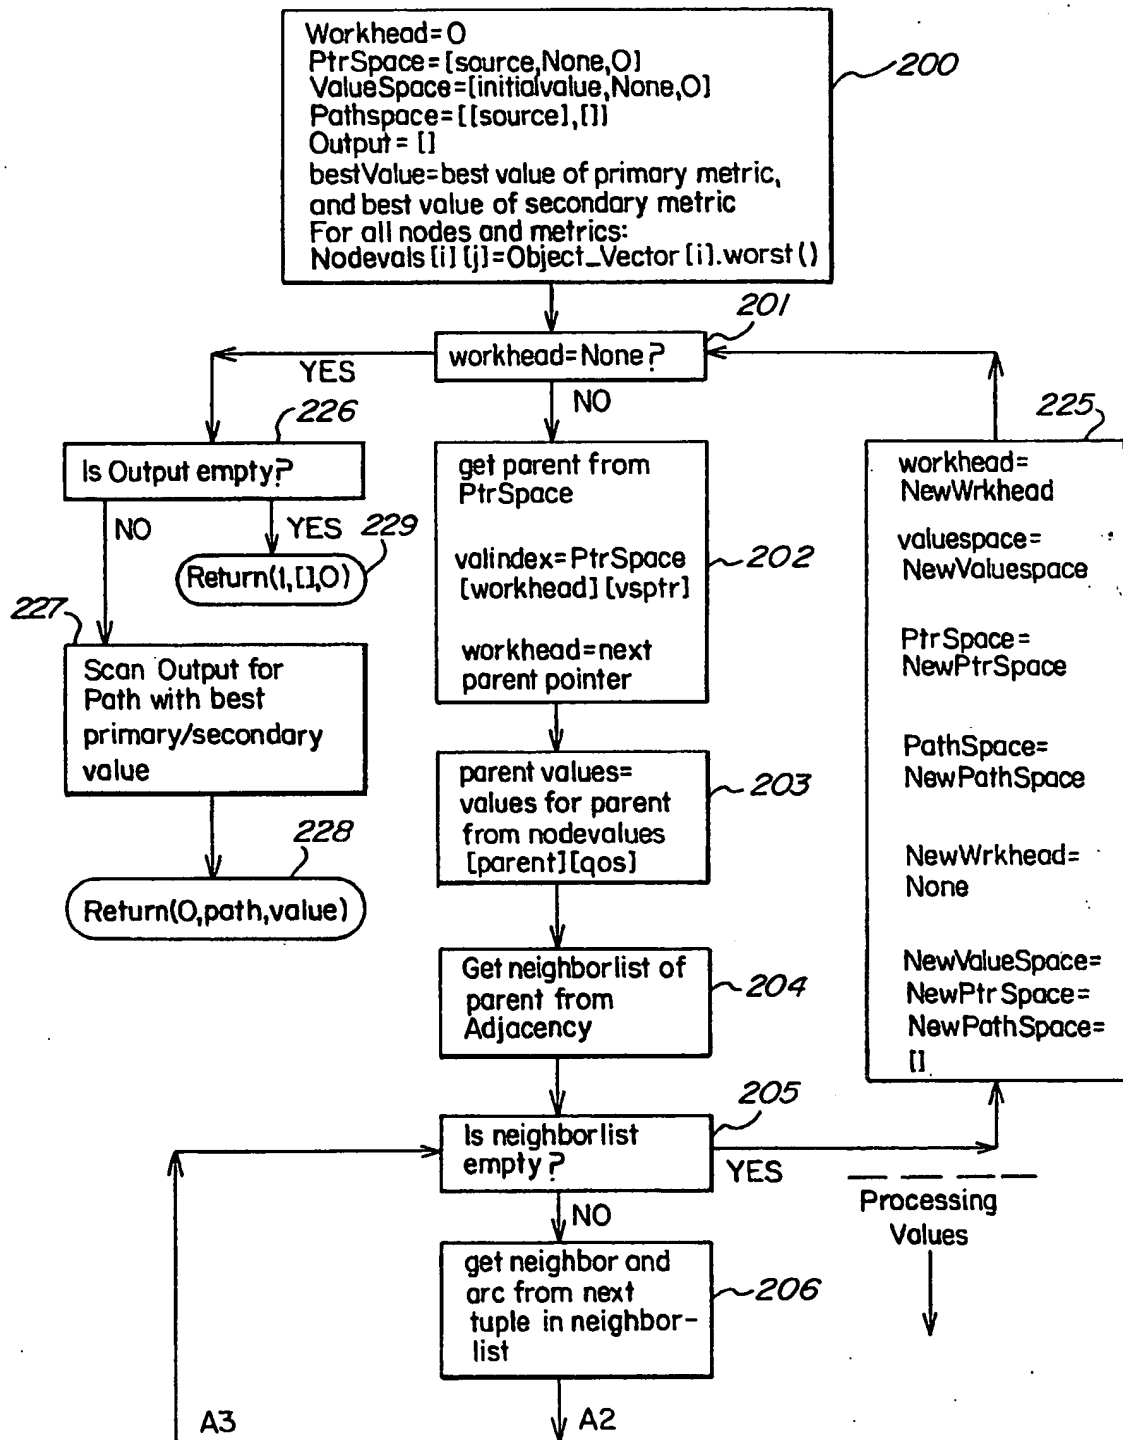 Workhead=0
PtrSpace=[source,None,0]
ValueSpace=[initialvalue,None,0]
Pathspace=[[source],[]]
Output=[]
bestValue=best value of primary metric,
and best value of secondary metric
For all nodes and metrics:
Nodevals[i][j]=Object_Vector[i].worst()
200
201
workhead=None?
YES
NO
226
Is Output empty?
NO
YES
229
Return(1,[],0)
227
Scan Output for
Path with best
primary/secondary
value
228
Return(0,path,value)
get parent from
PtrSpace
valindex=PtrSpace
[workhead][vsptr]
workhead=next
parent pointer
202
parent values=
values for parent
from nodevalues
[parent][qos]
203
Get neighborlist of
parent from
Adjacency
204
205
Is neighborlist
empty?
YES
NO
get neighbor and
arc from next
tuple in neighbor-
list
206
225
workhead=
NewWrkhead
valuespace=
NewValuespace
PtrSpace=
NewPtrSpace
PathSpace=
NewPathSpace
NewWrkhead=
None
NewValueSpace=
NewPtrSpace=
NewPathSpace=
[]
Processing
Values
A3
A2